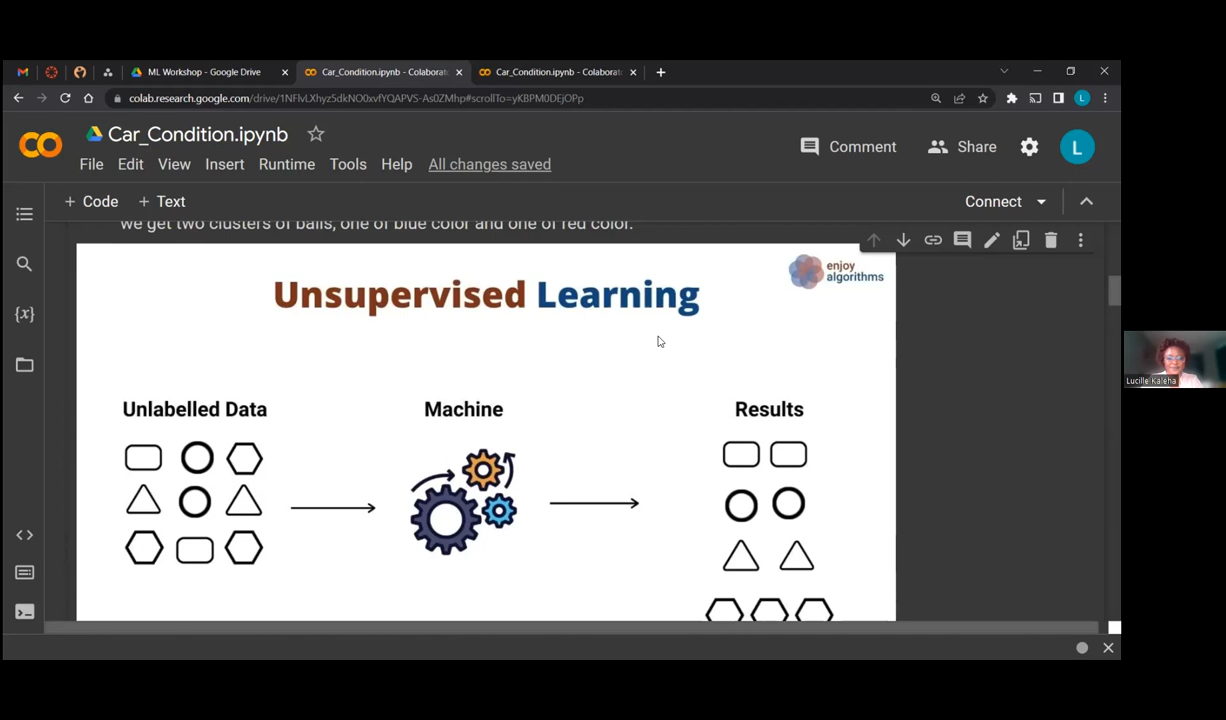 ML Workshop - Google Drive
Car_Condition.ipynb - Colaborat
Car_Condition.ipynb - Colaborat
colab.research.google.com/drive/1NFlvLXhyz5dkNO0xvfYQAPVS-As0ZMhp#scrollTo=yKBPM0DEjOPp
L
CO
Car_Condition.ipynb
File Edit View Insert Runtime Tools Help All changes saved
Comment
Share
L
+ Code + Text
Connect
we get two clusters of balls, one of blue color and one of red color.
{x}
enjoy
algorithms
Unsupervised Learning
Unlabelled Data
Machine
Results
Lucille Kaleha